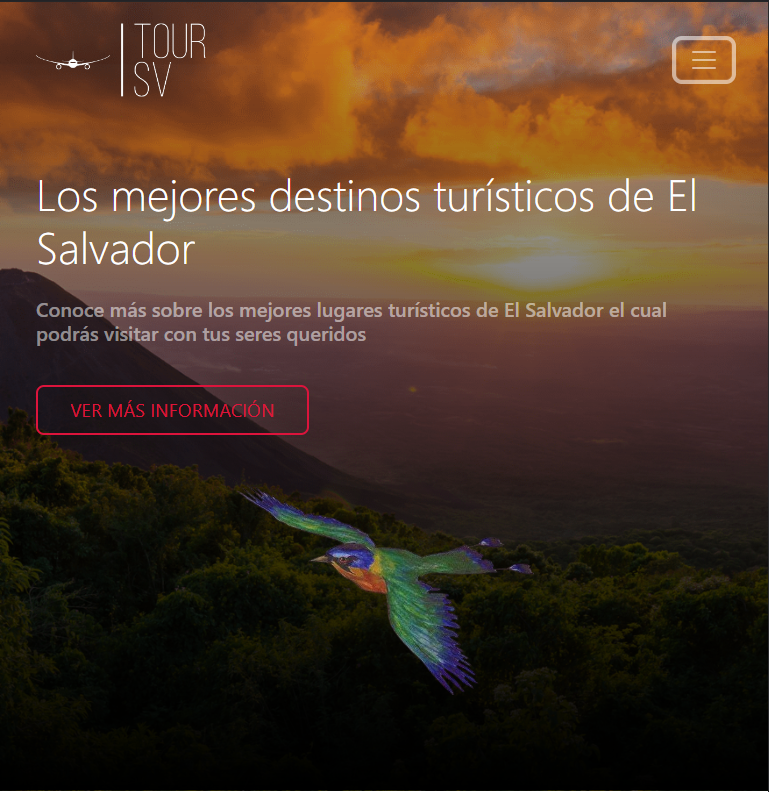 TOUR
SV
Los mejores destinos turísticos de El
Salvador
Conoce más sobre los mejores lugares turísticos de El Salvador el cual
podrás visitar con tus seres queridos
VER MÁS INFORMACIÓN